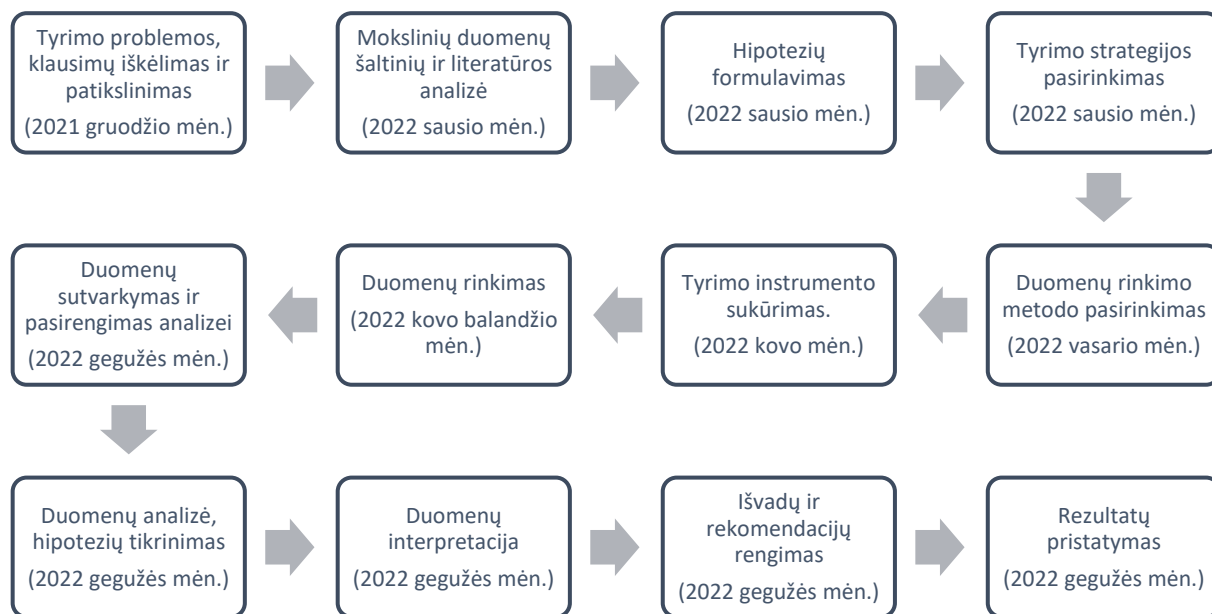 Tyrimo problemos,
klausimų iškėlimas ir
patikslinimas
(2021 gruodžio mėn.)
Mokslinių duomenų
šaltinių ir literatūros
analizė
(2022 sausio mėn.)
Hipotezių
formulavimas
(2022 sausio mėn.)
Tyrimo strategijos
pasirinkimas
(2022 sausio mėn.)
Duomenų rinkimo
metodo pasirinkimas
(2022 vasario mėn.)
Tyrimo instrumento
sukūrimas.
(2022 kovo mėn.)
Duomenų rinkimas
(2022 kovo balandžio
mėn.)
Duomenų
sutvarkymas ir
pasirengimas analizei
(2022 gegužės mėn.)
Duomenų analizė,
hipotezių tikrinimas
(2022 gegužės mėn.)
Duomenų
interpretacija
(2022 gegužės mėn.)
Išvadų ir
rekomendacijų
rengimas
(2022 gegužės mėn.)
Rezultatų
pristatymas
(2022 gegužės mėn.)